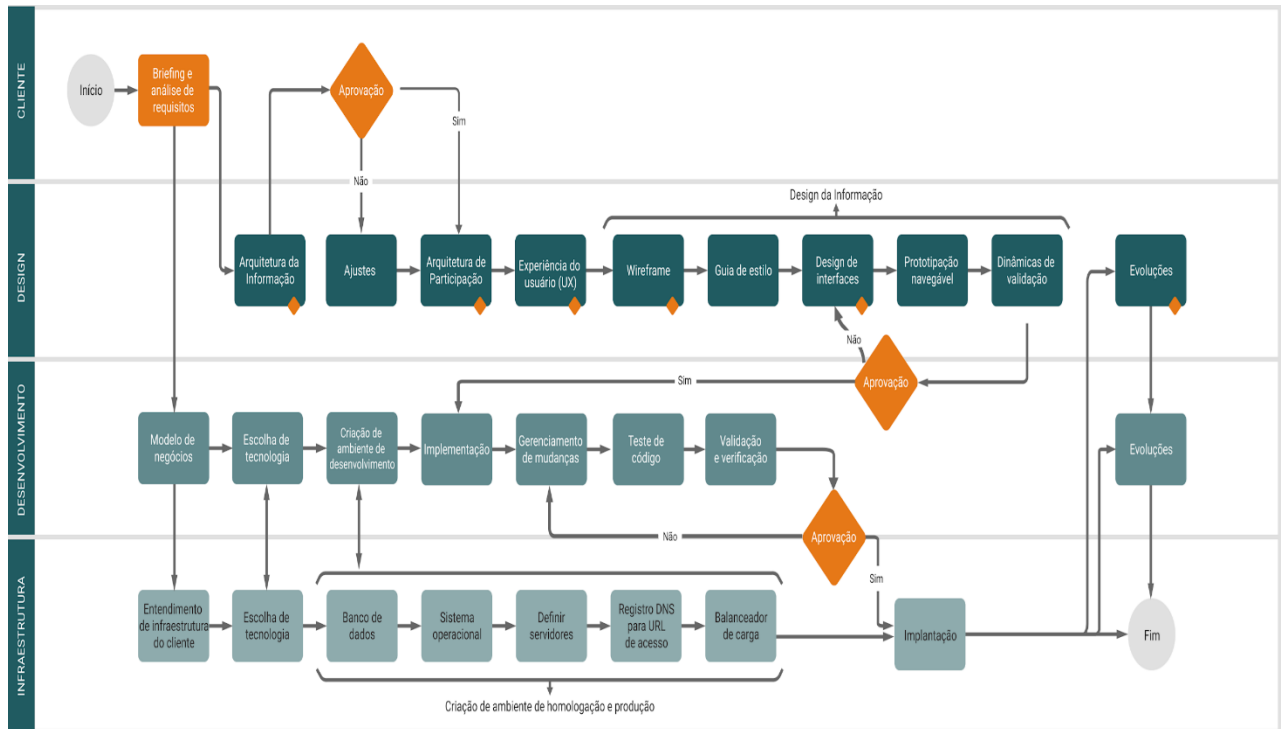 CLIENTE
Início
Briefing e
análise de
requisitos
Aprovação
Sim
Não
DESIGN
Design da Informação
Arquitetura da
Informação
Ajustes
Arquitetura de
Participação
Experiência do
usuário (UX)
Wireframe
Guia de estilo
Design de
interfaces
Prototipação
navegável
Dinâmicas de
validação
Evoluções
Não
DESENVOLVIMENTO
Aprovação
Sim
Modelo de
negócios
Escolha de
tecnologia
Criação de
ambiente de
desenvolvimento
Implementação
Gerenciamento
de mudanças
Teste de
código
Validação
e verificação
Evoluções
Aprovação
Não
Sim
INFRAESTRUTURA
Entendimento
de infraestrutura
do cliente
Escolha de
tecnologia
Banco de
dados
Sistema
operacional
Definir
servidores
Registro DNS
para URL
de acesso
Balanceador
de carga
Implantação
Fim
Criação de ambiente de homologação e produção